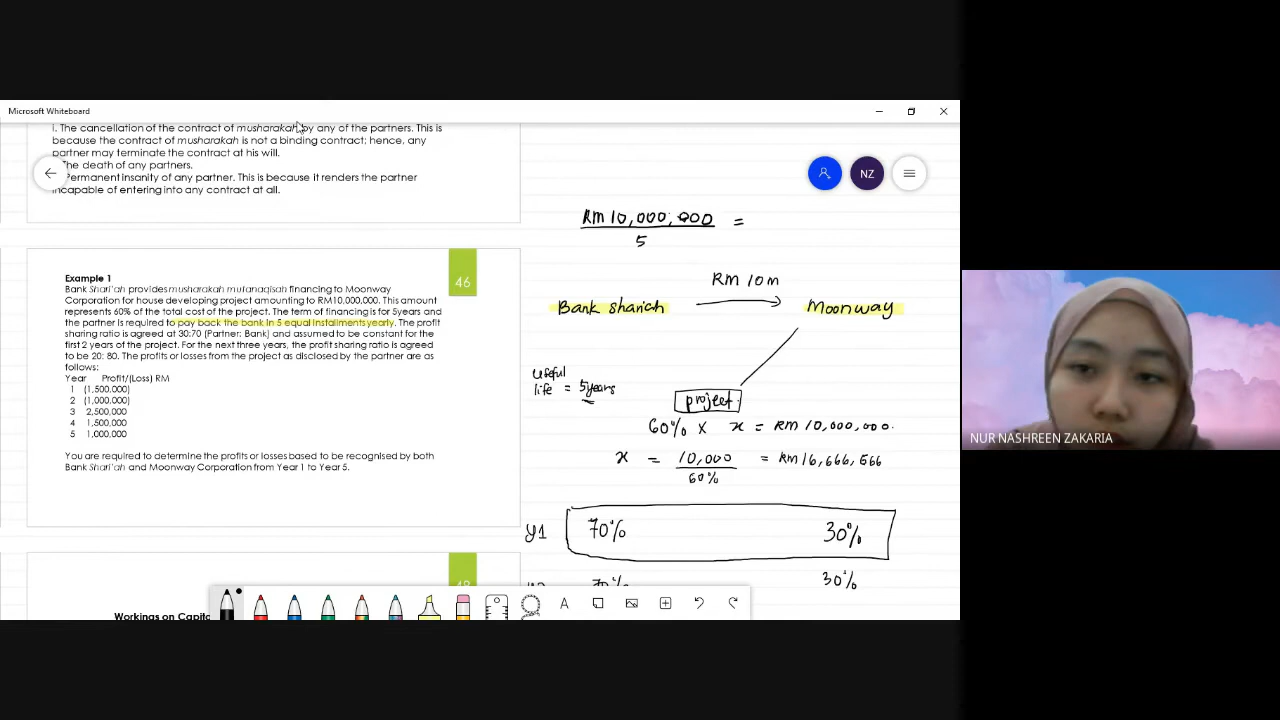 Microsoft Whiteboard
i. The cancellation of the contract of musharakah by any of the partners. This is
because the contract of musharakah is not a binding contract; hence, any
partner may terminate the contract at his will.
The death of any partners.
Permanent insanity of any partner. This is because it renders the partner
incapable of entering into any contract at all.
46
Example 1
Bank Shari'ah provides musharakah mutanaqisah financing to Moonway
Corporation for house developing project amounting to RM10,000,000. This amount
represents 60% of the total cost of the project. The term of financing is for 5years and
the partner is required to pay back the bank in 5 equal instalments yearly. The profit
sharing ratio is agreed at 30:70 (Partner: Bank) and assumed to be constant for the
first 2 years of the project. For the next three years, the profit sharing ratio is agreed
to be 20: 80. The profits or losses from the project as disclosed by the partner are as
follows:
Year Profit/(Loss) RM
1 (1,500,000)
2 (1,000,000)
3 2,500,000
4 1,500,000
5 1,000,000
You are required to determine the profits or losses based to be recognised by both
Bank Shari'ah and Moonway Corporation from Year 1 to Year 5.
48
Workings on Capita
NZ
RM 10,000,000 =
5
RM 10m
Bank shariah
Moonway
Useful
life = 5years
project
60% x x = RM 10,000,000.
x = 10,000 = RM 16,666,666
60%
Y1 70% 30%
70% 30%
A
NUR NASHREEN ZAKARIA